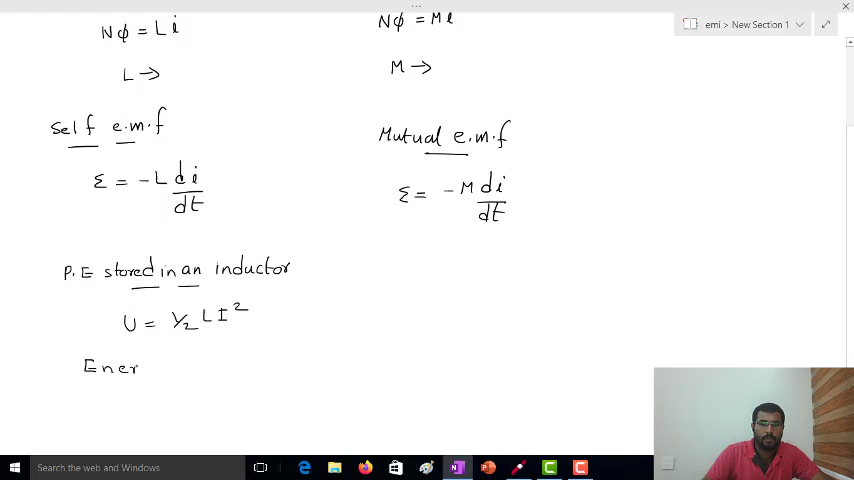 emi > New Section 1
Nϕ = Li
Nϕ = Mi
L →
M →
Self e.m.f
Mutual e.m.f
Ɛ = -L di/dt
Ɛ = -M di/dt
P.E stored in an inductor
U = 1/2 LI²
Ener
Search the web and Windows